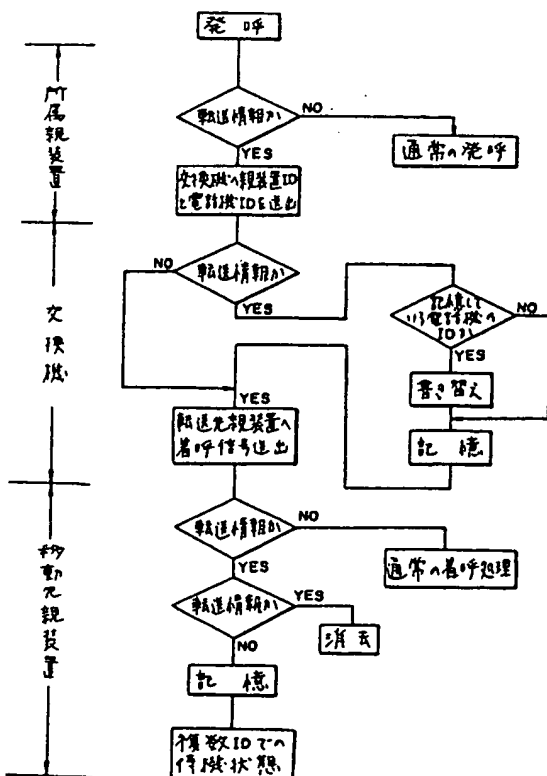 発呼
所属親装置
転送情報か
NO
通常の発呼
YES
交換機へ親装置ID
と電話機IDを送出
交換機
NO
転送情報か
YES
記憶して
いる電話機の
IDか
NO
YES
書き替え
記憶
YES
転送先親装置へ
着呼信号送出
移動先親装置
転送情報か
NO
通常の着呼処理
YES
転送情報か
YES
消去
NO
記憶
複数IDでの
待機状態